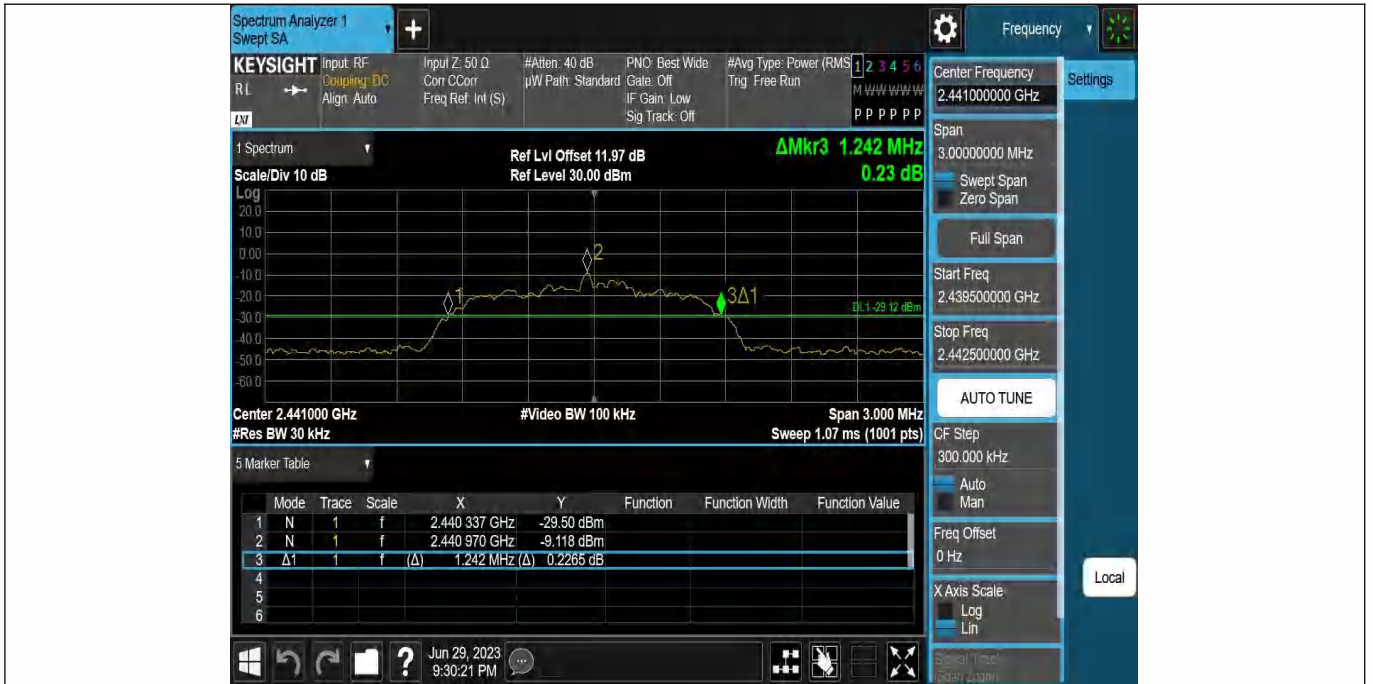 Spectrum Analyzer 1
Swept SA
Frequency
KEYSIGHT
RL
LXI
Input: RF
Coupling: DC
Align: Auto
Input Z: 50 Ω
Corr CCorr
Freq Ref: Int (S)
#Atten: 40 dB
µW Path: Standard
PNO: Best Wide
Gate: Off
IF Gain: Low
Sig Track: Off
#Avg Type: Power (RMS
Trig: Free Run
1 2 3 4 5 6
M W W W W W
P P P P P P
1 Spectrum
Scale/Div 10 dB
Ref Lvl Offset 11.97 dB
Ref Level 30.00 dBm
ΔMkr3 1.242 MHz
0.23 dB
Log
20.0
10.0
0.00
-10.0
-20.0
-30.0
-40.0
-50.0
-60.0
2
1
3Δ1
DL1 -29.12 dBm
Center 2.441000 GHz
#Video BW 100 kHz
Span 3.000 MHz
#Res BW 30 kHz
Sweep 1.07 ms (1001 pts)
5 Marker Table
Mode Trace Scale X Y Function Function Width Function Value
1 N 1 f 2.440 337 GHz -29.50 dBm
2 N 1 f 2.440 970 GHz -9.118 dBm
3 Δ1 1 f (Δ) 1.242 MHz (Δ) 0.2265 dB
4
5
6
Jun 29, 2023
9:30:21 PM
Center Frequency
2.441000000 GHz
Settings
Span
3.00000000 MHz
Swept Span
Zero Span
Full Span
Start Freq
2.439500000 GHz
Stop Freq
2.442500000 GHz
AUTO TUNE
CF Step
300.000 kHz
Auto
Man
Freq Offset
0 Hz
X Axis Scale
Log
Lin
Local
Signal Track
(Span Zoom)